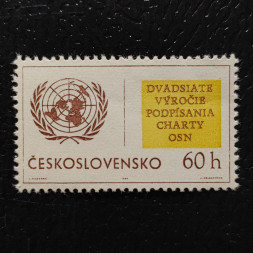 DVADSIATE
VÝROČIE
PODPÍSANIA
CHARTY
OSN
ČESKOSLOVENSKO 60 h